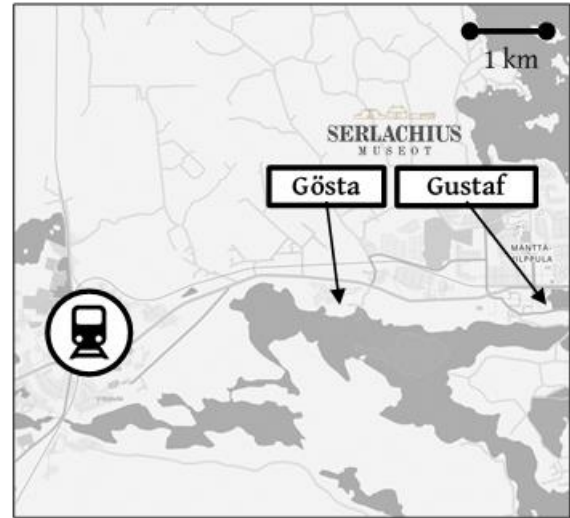 1 km
SERLACHIUS
MUSEOT
Gösta
Gustaf
MÄNTTÄ-
VILPPULA